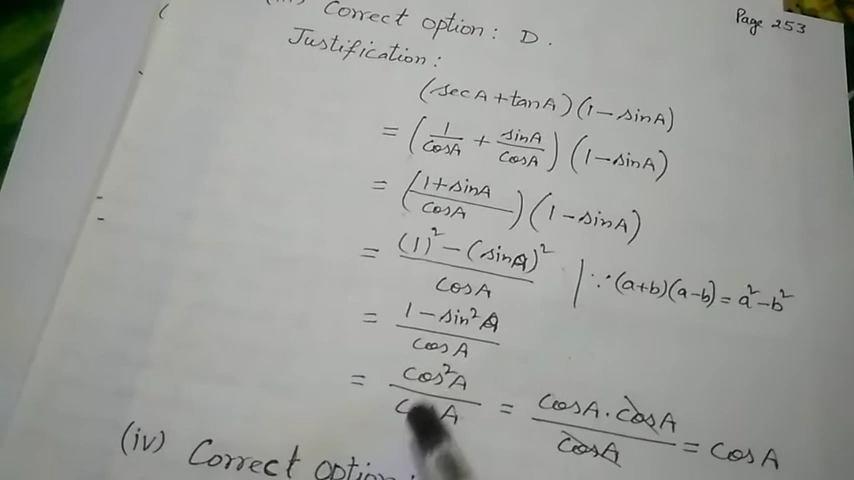 Page 253
Correct option: D.
Justification:
(secA + tanA) (1 - sinA)
= (1/cosA + sinA/cosA) (1 - sinA)
= (1 + sinA/cosA) (1 - sinA)
= (1)² - (sinA)²/cosA | ∵ (a+b)(a-b) = a² - b²
= 1 - sin²A/cosA
= cos²A/cosA = cosA . cosA/cosA = cosA
(iv) Correct option: